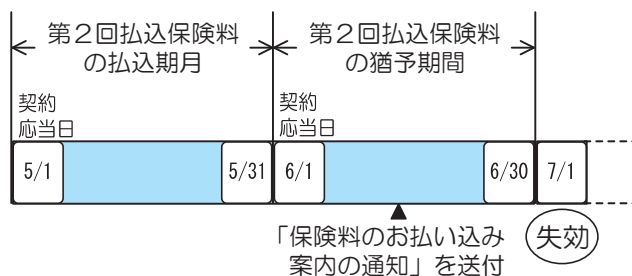 第２回払込保険料
の払込期月
第２回払込保険料
の猶予期間
契約
応当日
契約
応当日
5/1
5/31
6/1
6/30
7/1
「保険料のお払い込み
案内の通知」を送付
失効